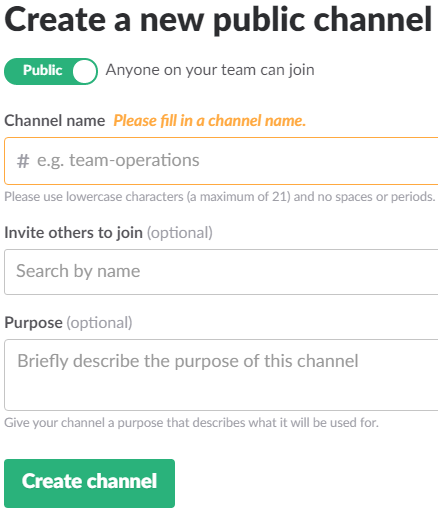 Create a new public channel
Public Anyone on your team can join
Channel name Please fill in a channel name.
# e.g. team-operations
Please use lowercase characters (a maximum of 21) and no spaces or periods.
Invite others to join (optional)
Search by name
Purpose (optional)
Briefly describe the purpose of this channel
Give your channel a purpose that describes what it will be used for.
Create channel